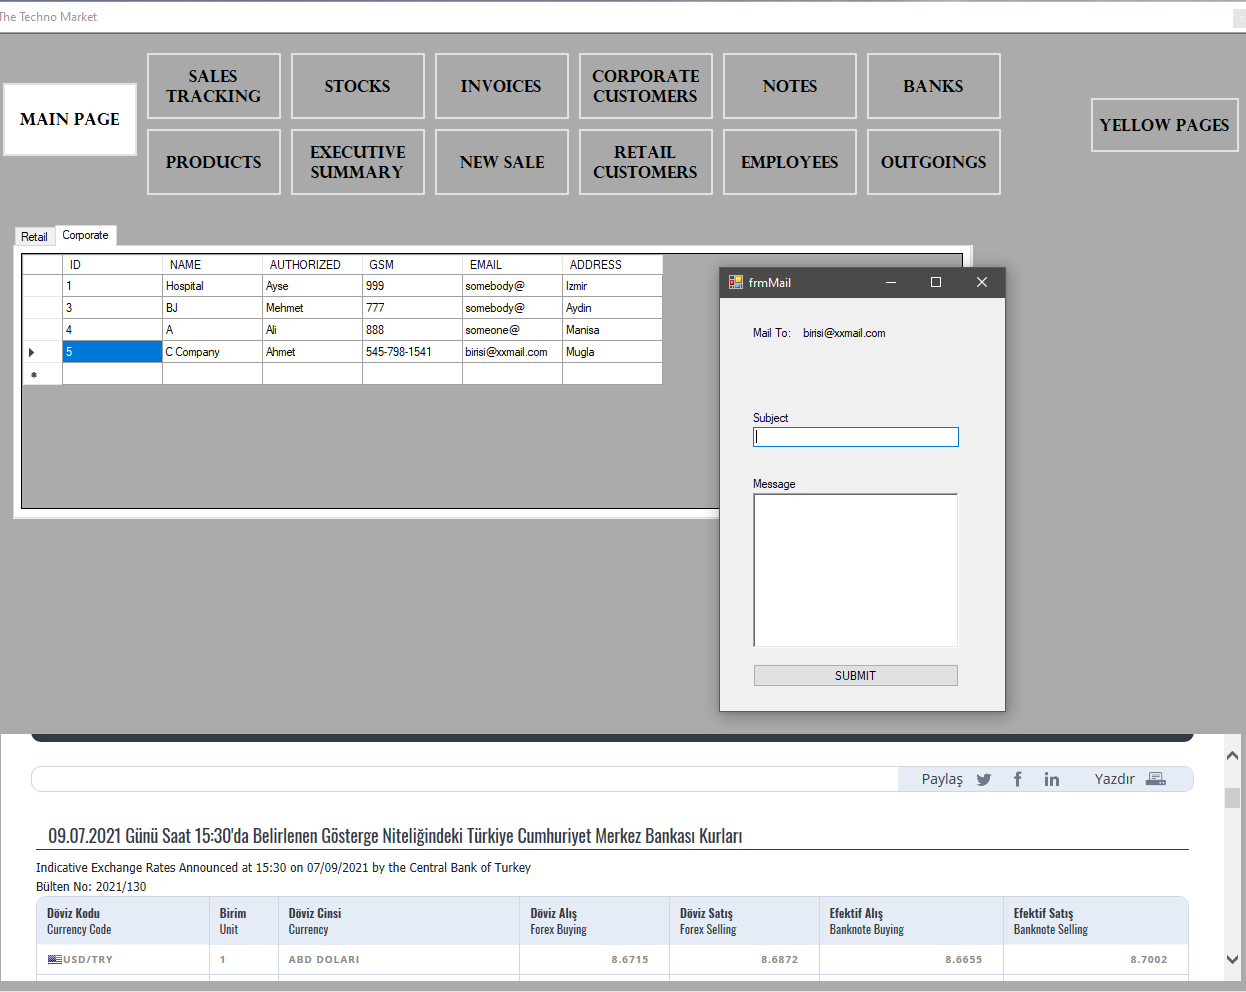 The Techno Market
MAIN PAGE
SALES
TRACKING
STOCKS
INVOICES
CORPORATE
CUSTOMERS
NOTES
BANKS
YELLOW PAGES
PRODUCTS
EXECUTIVE
SUMMARY
NEW SALE
RETAIL
CUSTOMERS
EMPLOYEES
OUTGOINGS
Retail Corporate
ID NAME AUTHORIZED GSM EMAIL ADDRESS
1 Hospital Ayse 999 somebody@ Izmir
3 BJ Mehmet 777 somebody@ Aydin
4 A Ali 888 someone@ Manisa
5 C Company Ahmet 545-798-1541 birisi@xxmail.com Mugla
frmMail
Mail To: birisi@xxmail.com
Subject
Message
SUBMIT
Paylaş Yazdır
09.07.2021 Günü Saat 15:30'da Belirlenen Gösterge Niteliğindeki Türkiye Cumhuriyet Merkez Bankası Kurları
Indicative Exchange Rates Announced at 15:30 on 07/09/2021 by the Central Bank of Turkey
Bülten No: 2021/130
Döviz Kodu Birim Döviz Cinsi Döviz Alış Döviz Satış Efektif Alış Efektif Satış
Currency Code Unit Currency Forex Buying Forex Selling Banknote Buying Banknote Selling
USD/TRY 1 ABD DOLARI 8.6715 8.6872 8.6655 8.7002